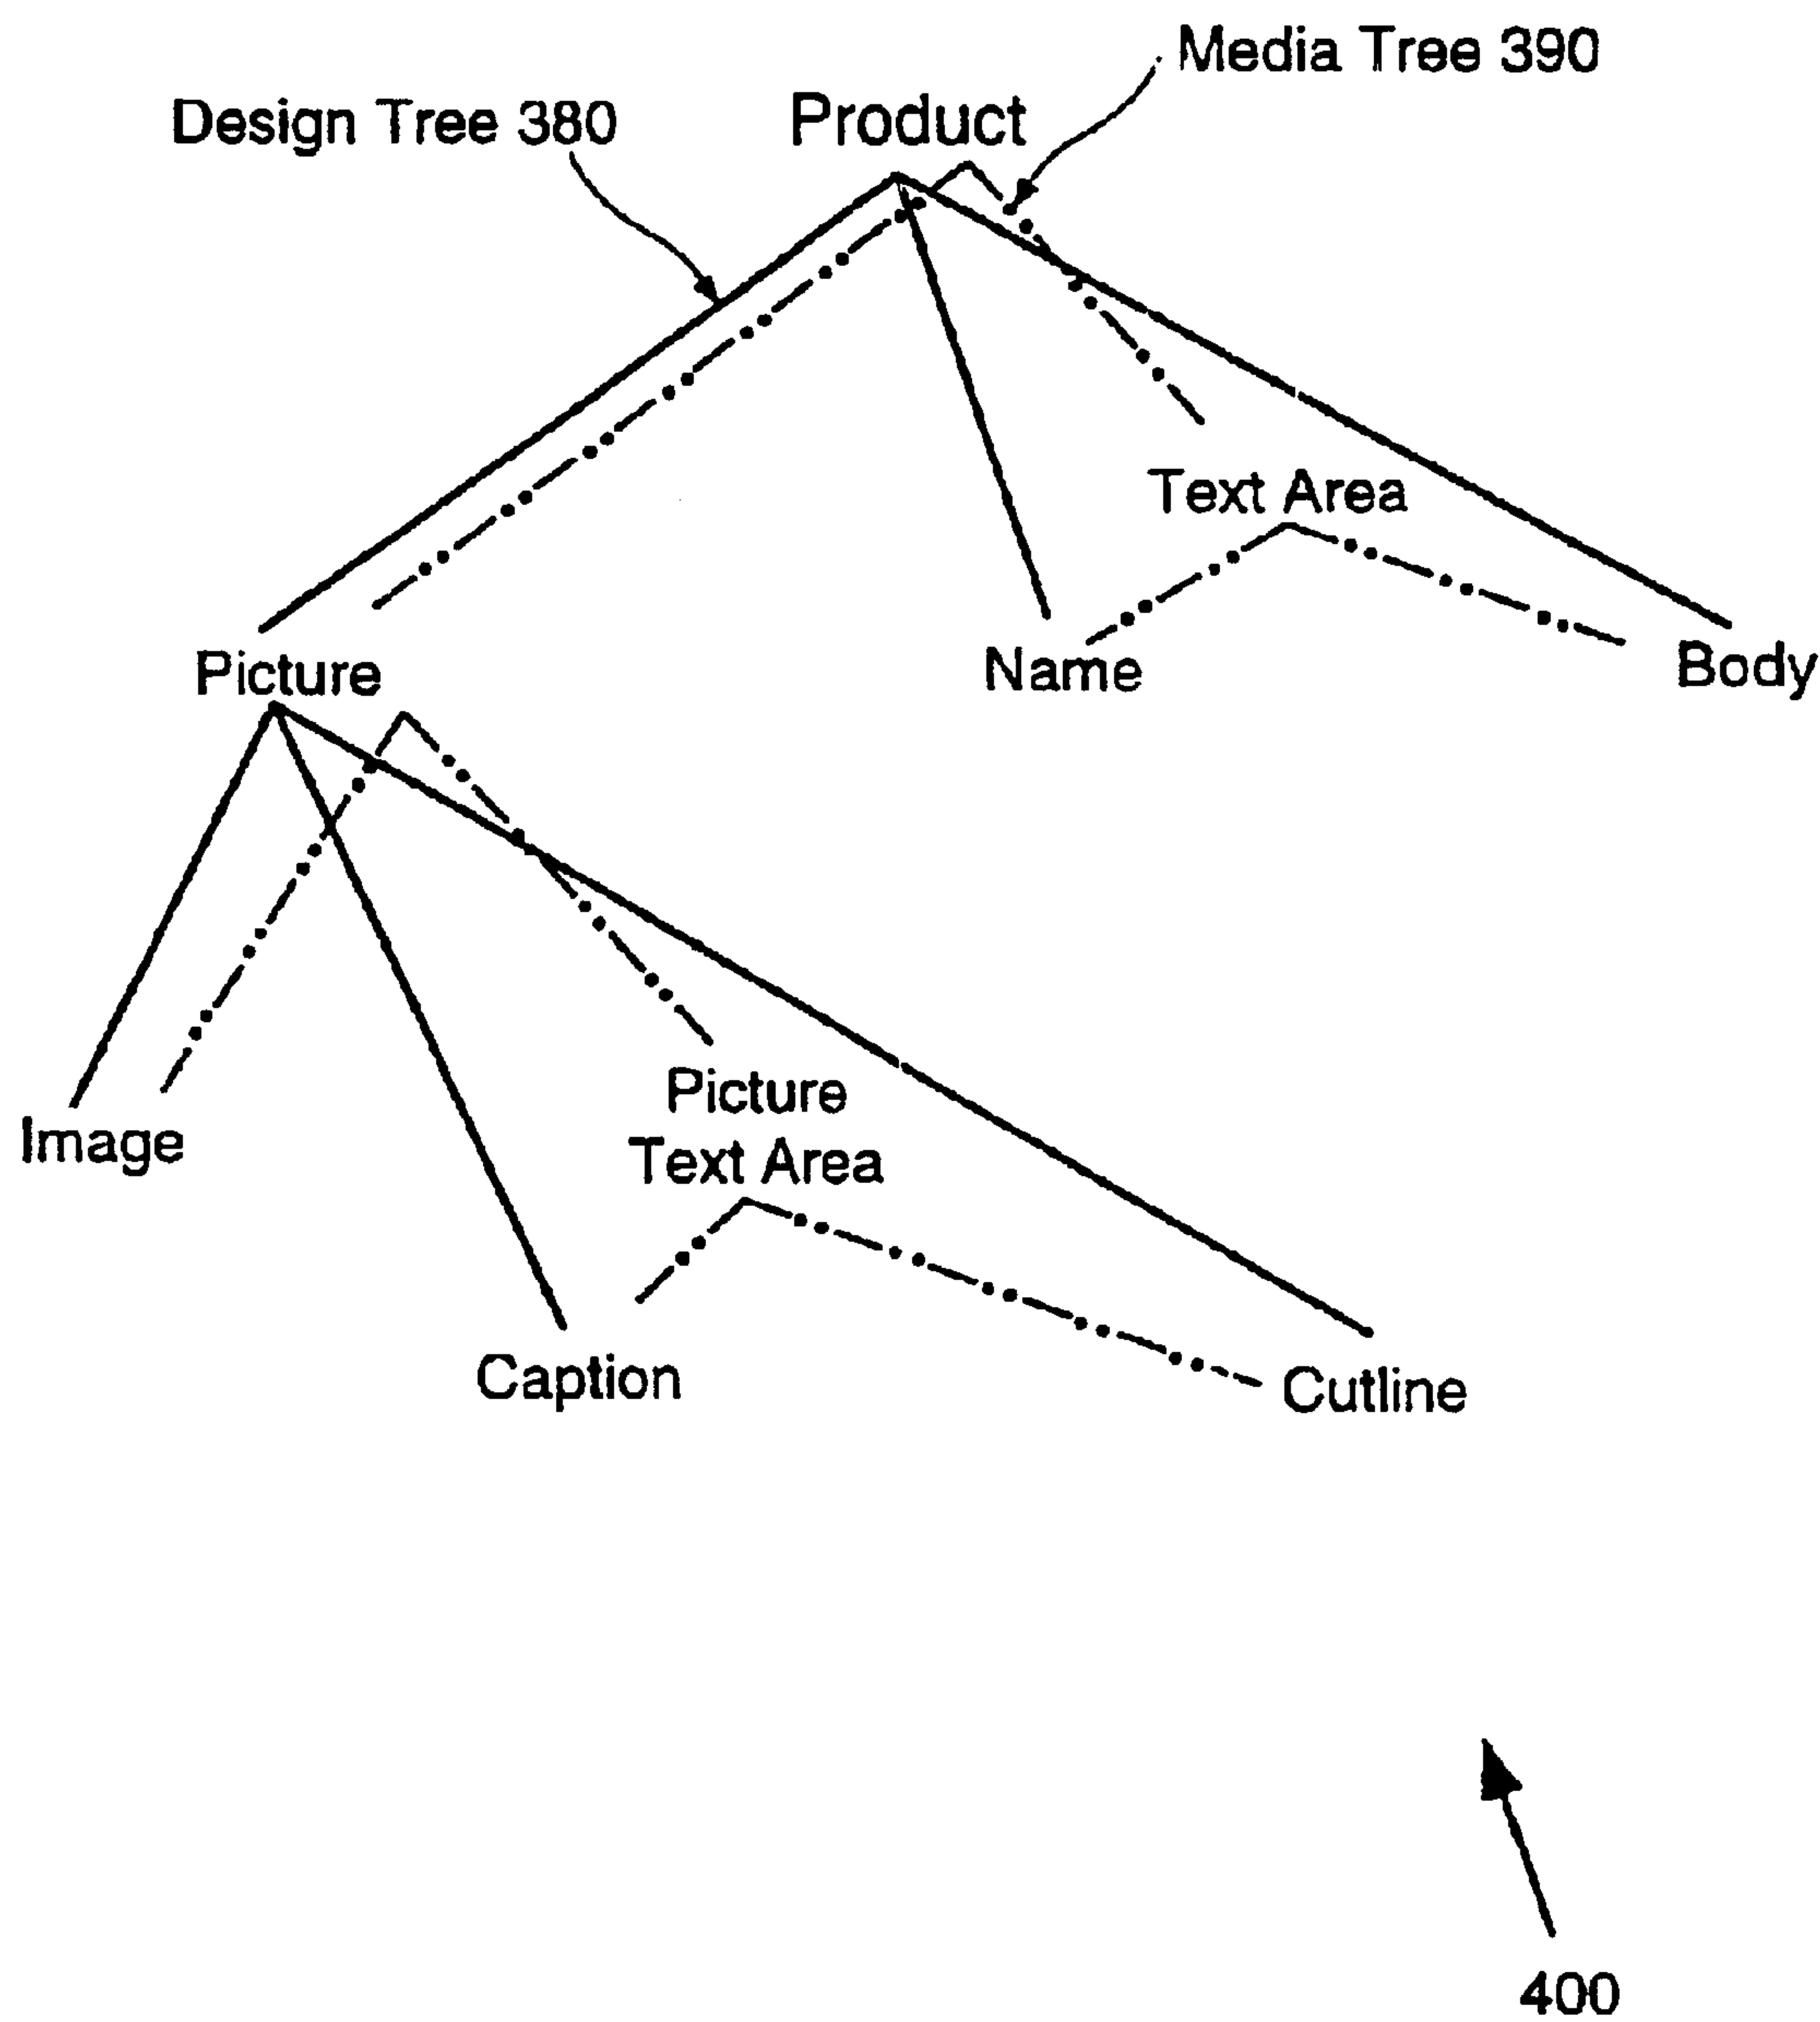 Media Tree 390
Design Tree 380
Product
Text Area
Picture
Name
Body
Picture
Text Area
Image
Caption
Cutline
400